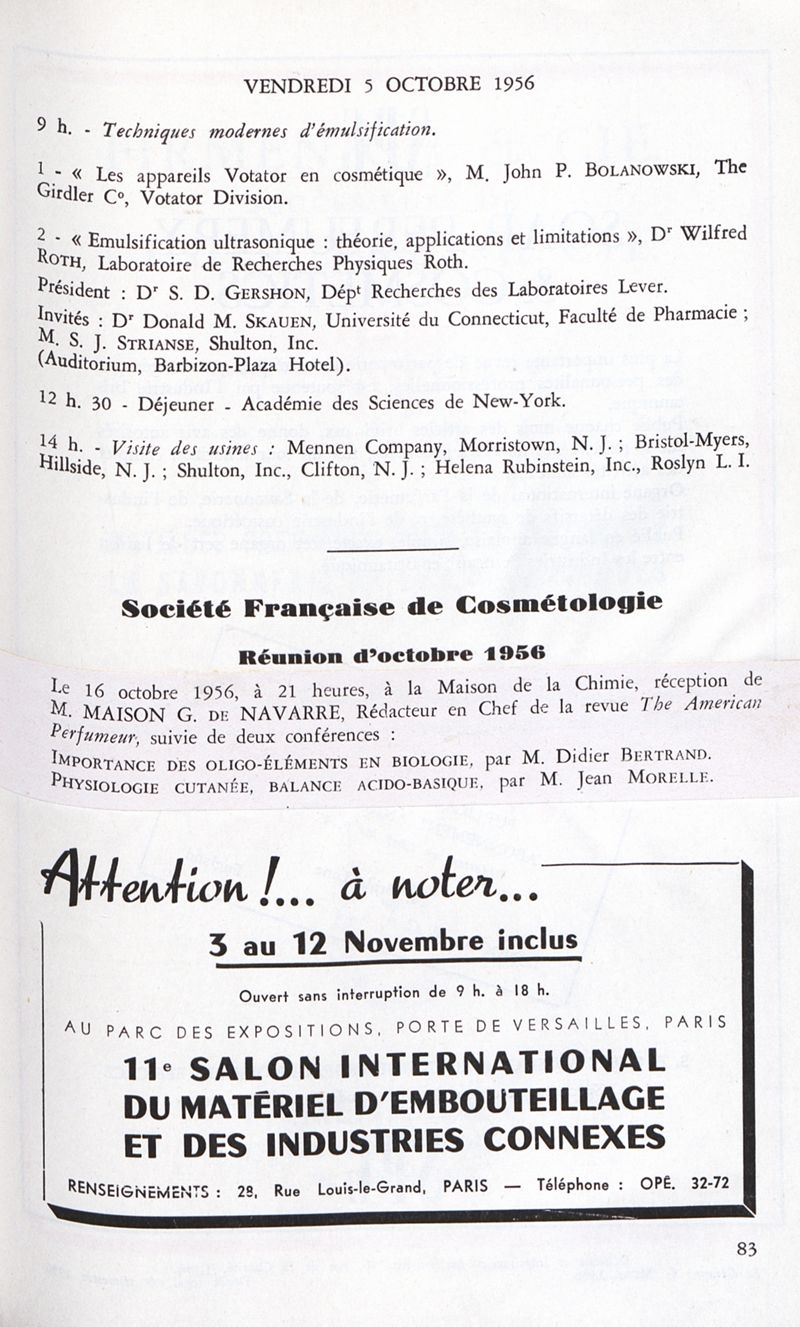 VENDREDI 5 OCTOBRE 1956
9 h. - Techniques modernes d'émulsification.
1 - « Les appareils Votator en cosmétique », M. John P. BOLANOWSKI, The
Girdler C°, Votator Division.
2 - « Emulsification ultrasonique : théorie, applications et limitations », Dr Wilfred
ROTH, Laboratoire de Recherches Physiques Roth.
Président : Dr S. D. GERSHON, Dépt Recherches des Laboratoires Lever.
Invités : Dr Donald M. SKAUEN, Université du Connecticut, Faculté de Pharmacie ;
M. S. J. STRIANSE, Shulton, Inc.
(Auditorium, Barbizon-Plaza Hotel).
12 h. 30 - Déjeuner - Académie des Sciences de New-York.
14 h. - Visite des usines : Mennen Company, Morristown, N. J. ; Bristol-Myers,
Hillside, N. J. ; Shulton, Inc., Clifton, N. J. ; Helena Rubinstein, Inc., Roslyn L. I.
Société Française de Cosmétologie
Réunion d'octobre 1956
Le 16 octobre 1956, à 21 heures, à la Maison de la Chimie, réception de
M. MAISON G. DE NAVARRE, Rédacteur en Chef de la revue The American
Perfumeur, suivie de deux conférences :
IMPORTANCE DES OLIGO-ÉLÉMENTS EN BIOLOGIE, par M. Didier BERTRAND.
PHYSIOLOGIE CUTANÉE, BALANCE ACIDO-BASIQUE, par M. Jean MORELLE.
Attention !... à noter...
3 au 12 Novembre inclus
Ouvert sans interruption de 9 h. à 18 h.
AU PARC DES EXPOSITIONS, PORTE DE VERSAILLES, PARIS
11e SALON INTERNATIONAL
DU MATÉRIEL D'EMBOUTEILLAGE
ET DES INDUSTRIES CONNEXES
RENSEIGNEMENTS : 28, Rue Louis-le-Grand, PARIS — Téléphone : OPÉ. 32-72
83